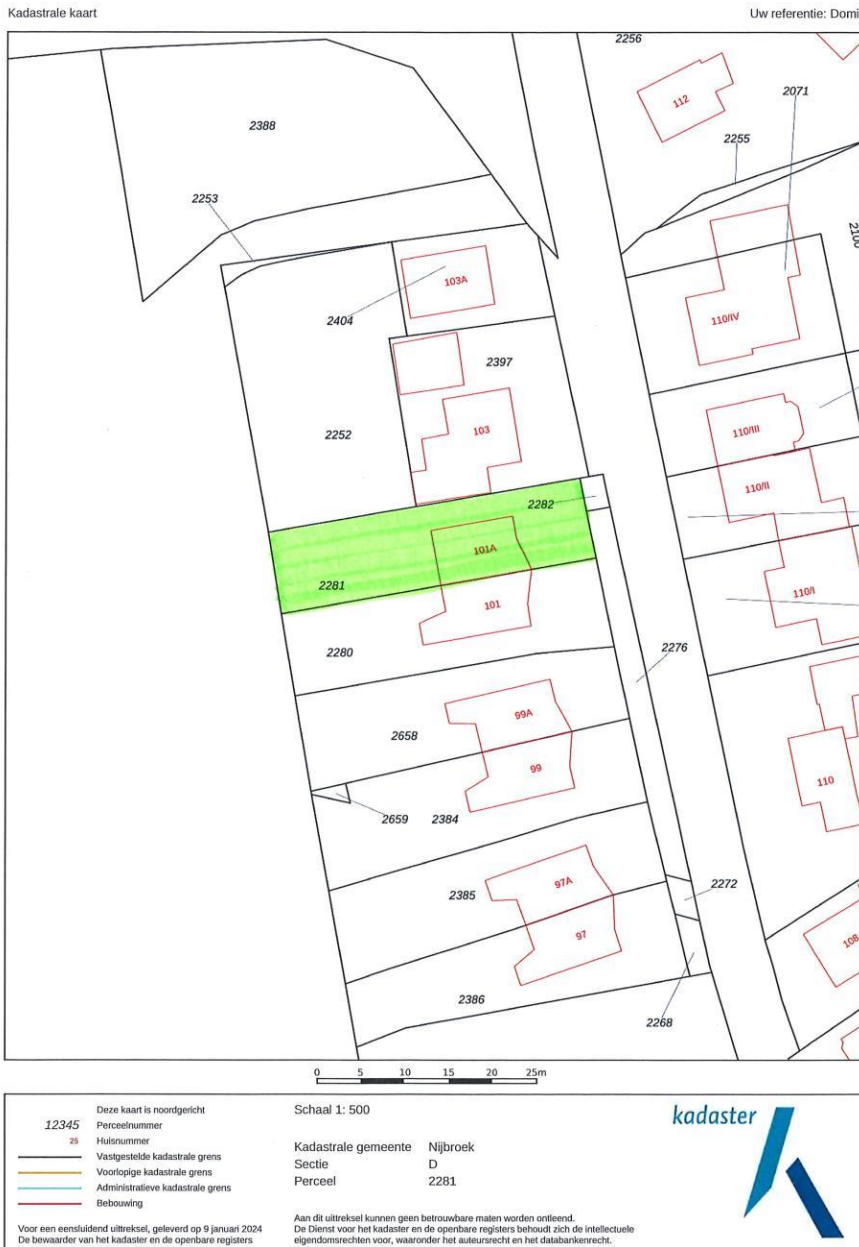 Kadastrale kaart
Uw referentie: Domi
2256
112
2071
2388
2255
2253
2100
103A
2404
110/IV
2397
2252
103
110/III
110/II
2282
101A
2281
110/I
101
2280
2276
99A
2658
99
110
2659
2384
97A
2385
2272
97
108
2386
2268
0 5 10 15 20 25m
Deze kaart is noordgericht
12345 Perceelnummer
25 Huisnummer
Vastgestelde kadastrale grens
Voorlopige kadastrale grens
Administratieve kadastrale grens
Bebouwing
Voor een eensluidend uittreksel, geleverd op 9 januari 2024
De bewaarder van het kadaster en de openbare registers
Schaal 1: 500
Kadastrale gemeente Nijbroek
Sectie D
Perceel 2281
Aan dit uittreksel kunnen geen betrouwbare maten worden ontleend.
De Dienst voor het kadaster en de openbare registers behoudt zich de intellectuele
eigendomsrechten voor, waaronder het auteursrecht en het databankenrecht.
kadaster